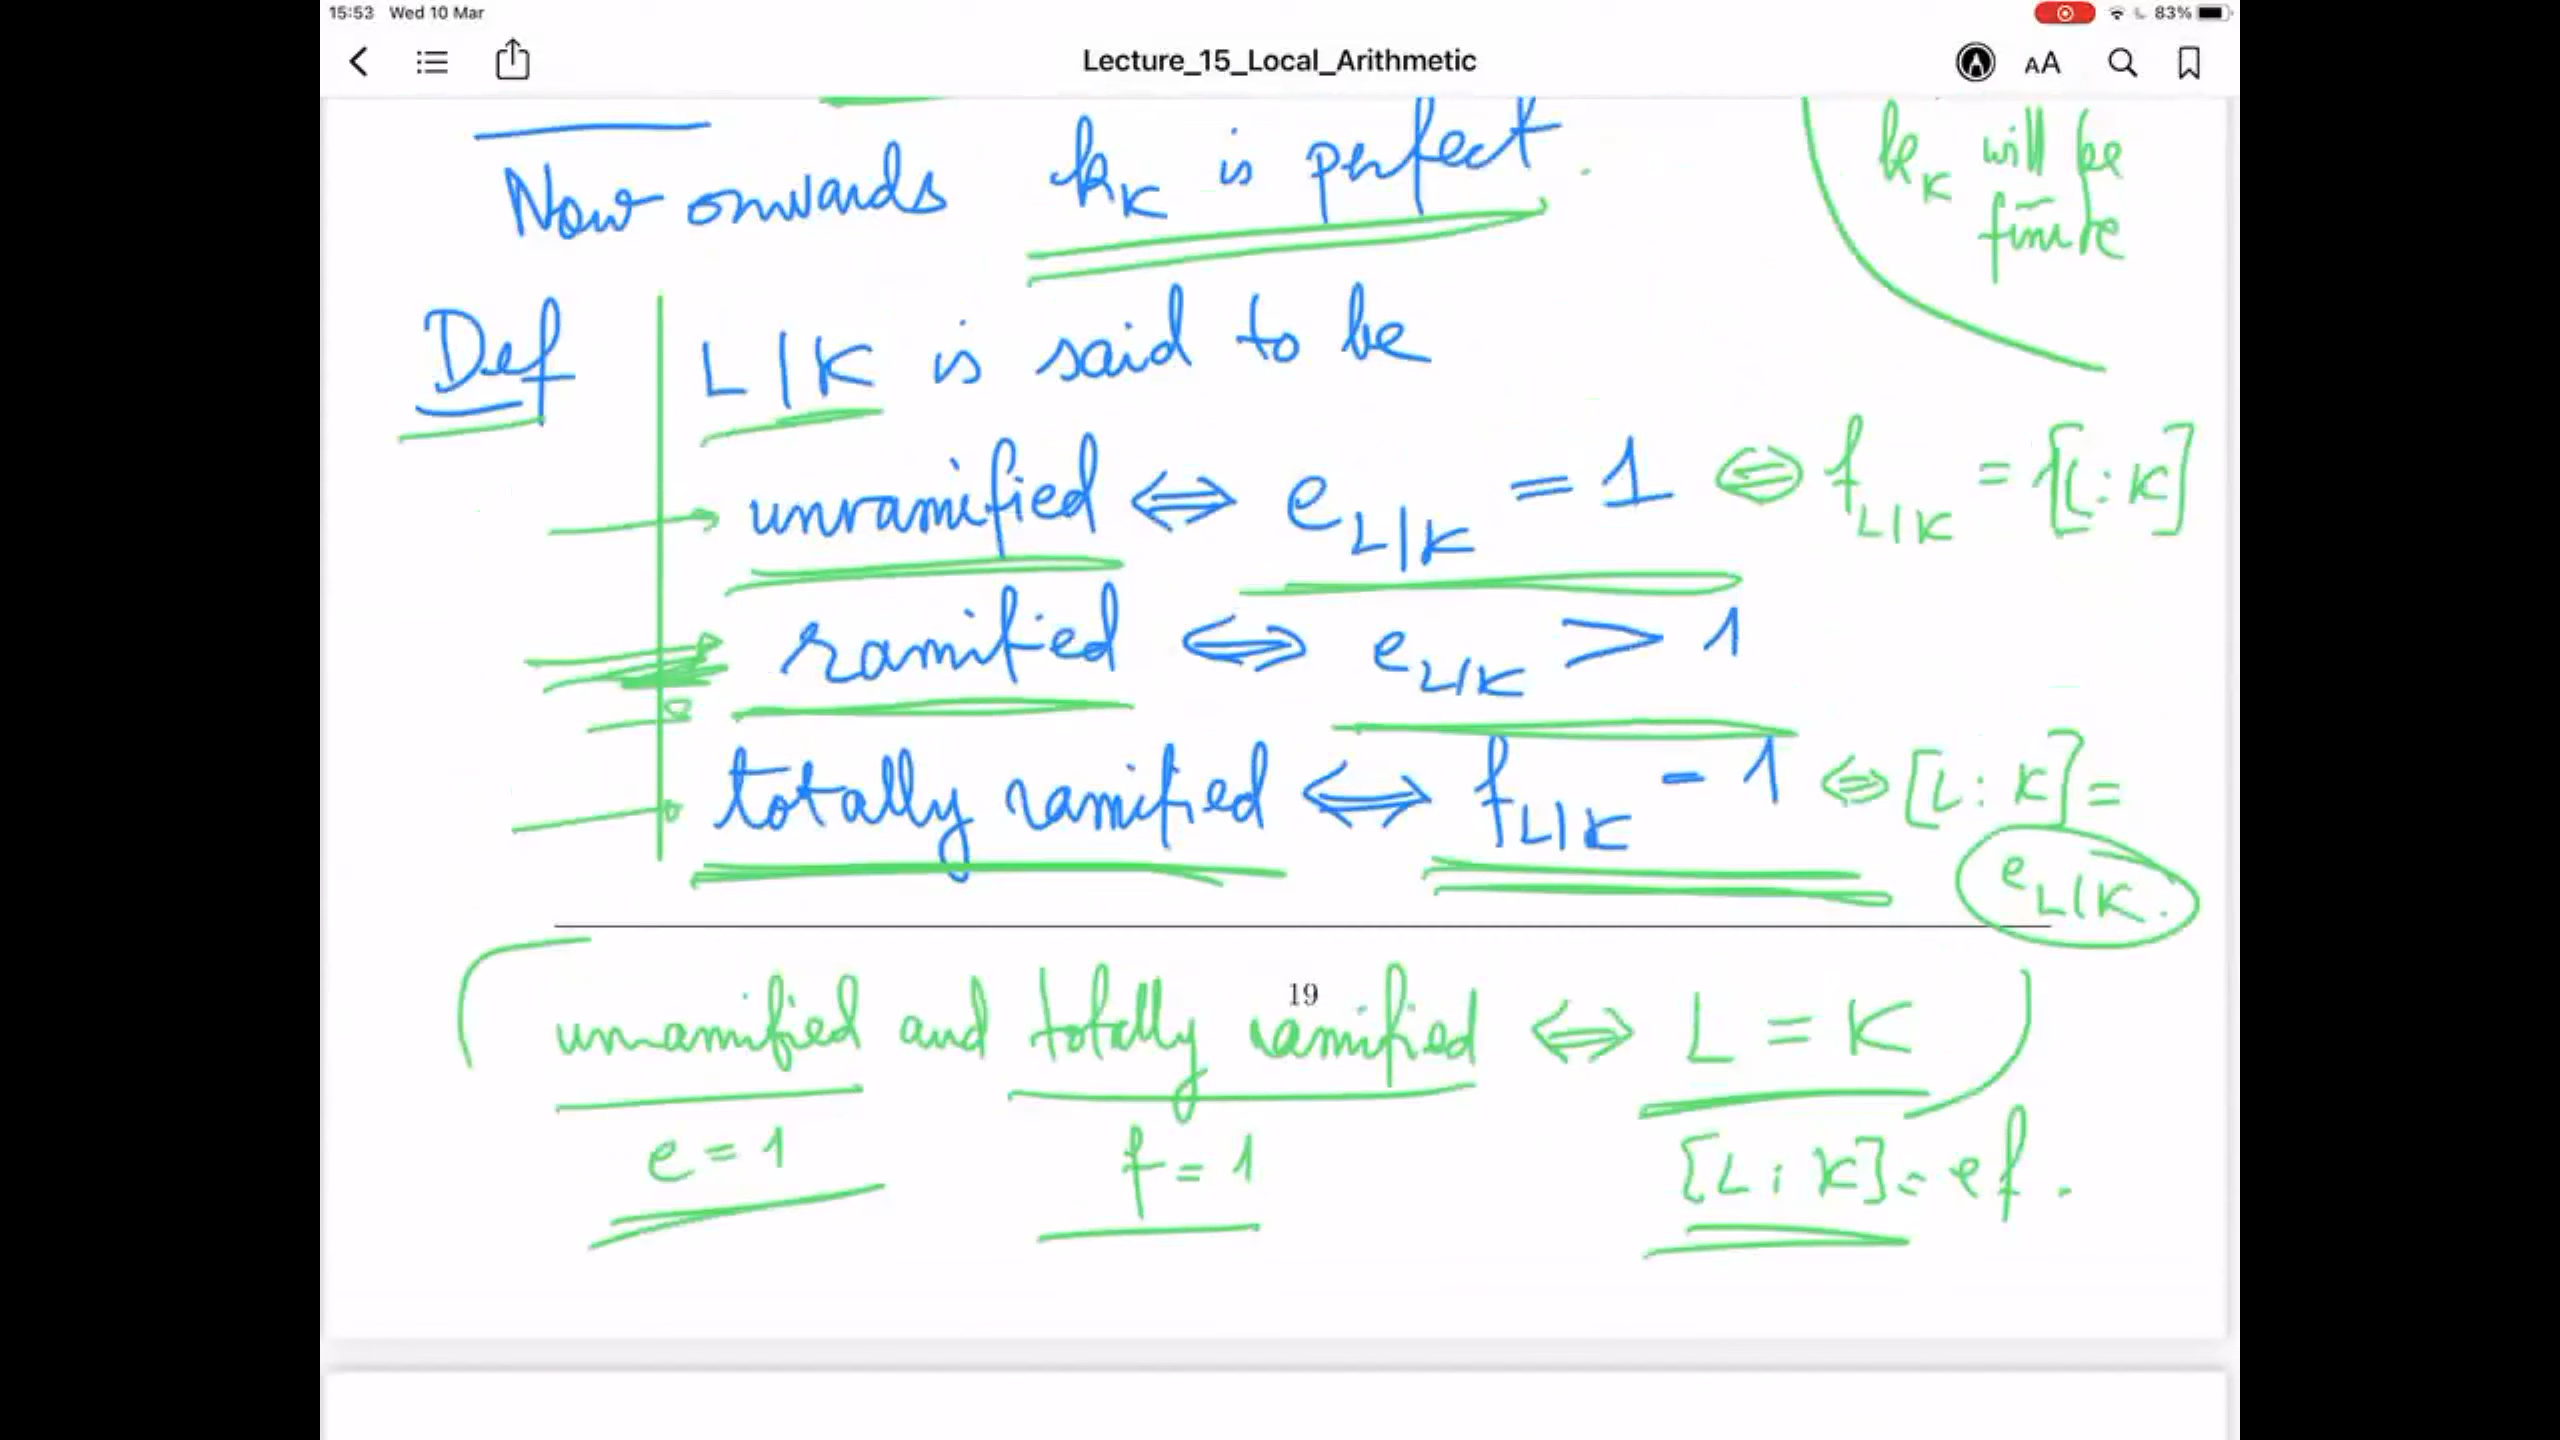 15:53 Wed 10 Mar
83%
Lecture_15_Local_Arithmetic
AA
Now onwards k_K is perfect.
k_K will be
finite
Def L|K is said to be
unramified ⇔ e_{L|K} = 1 ⇔ f_{L|K} = [L:K]
ramified ⇔ e_{L|K} > 1
totally ramified ⇔ f_{L|K} - 1 ⇔ [L:K] =
e_{L|K}.
19
unramified and totally ramified ⇔ L = K
e = 1 f = 1 [L:K] = ef.